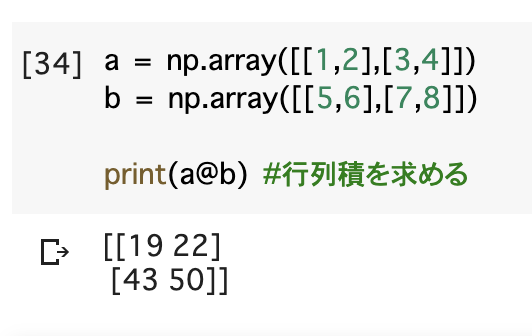 [34] a = np.array([[1,2],[3,4]])
b = np.array([[5,6],[7,8]])
print(a@b) #行列積を求める
[[19 22]
[43 50]]